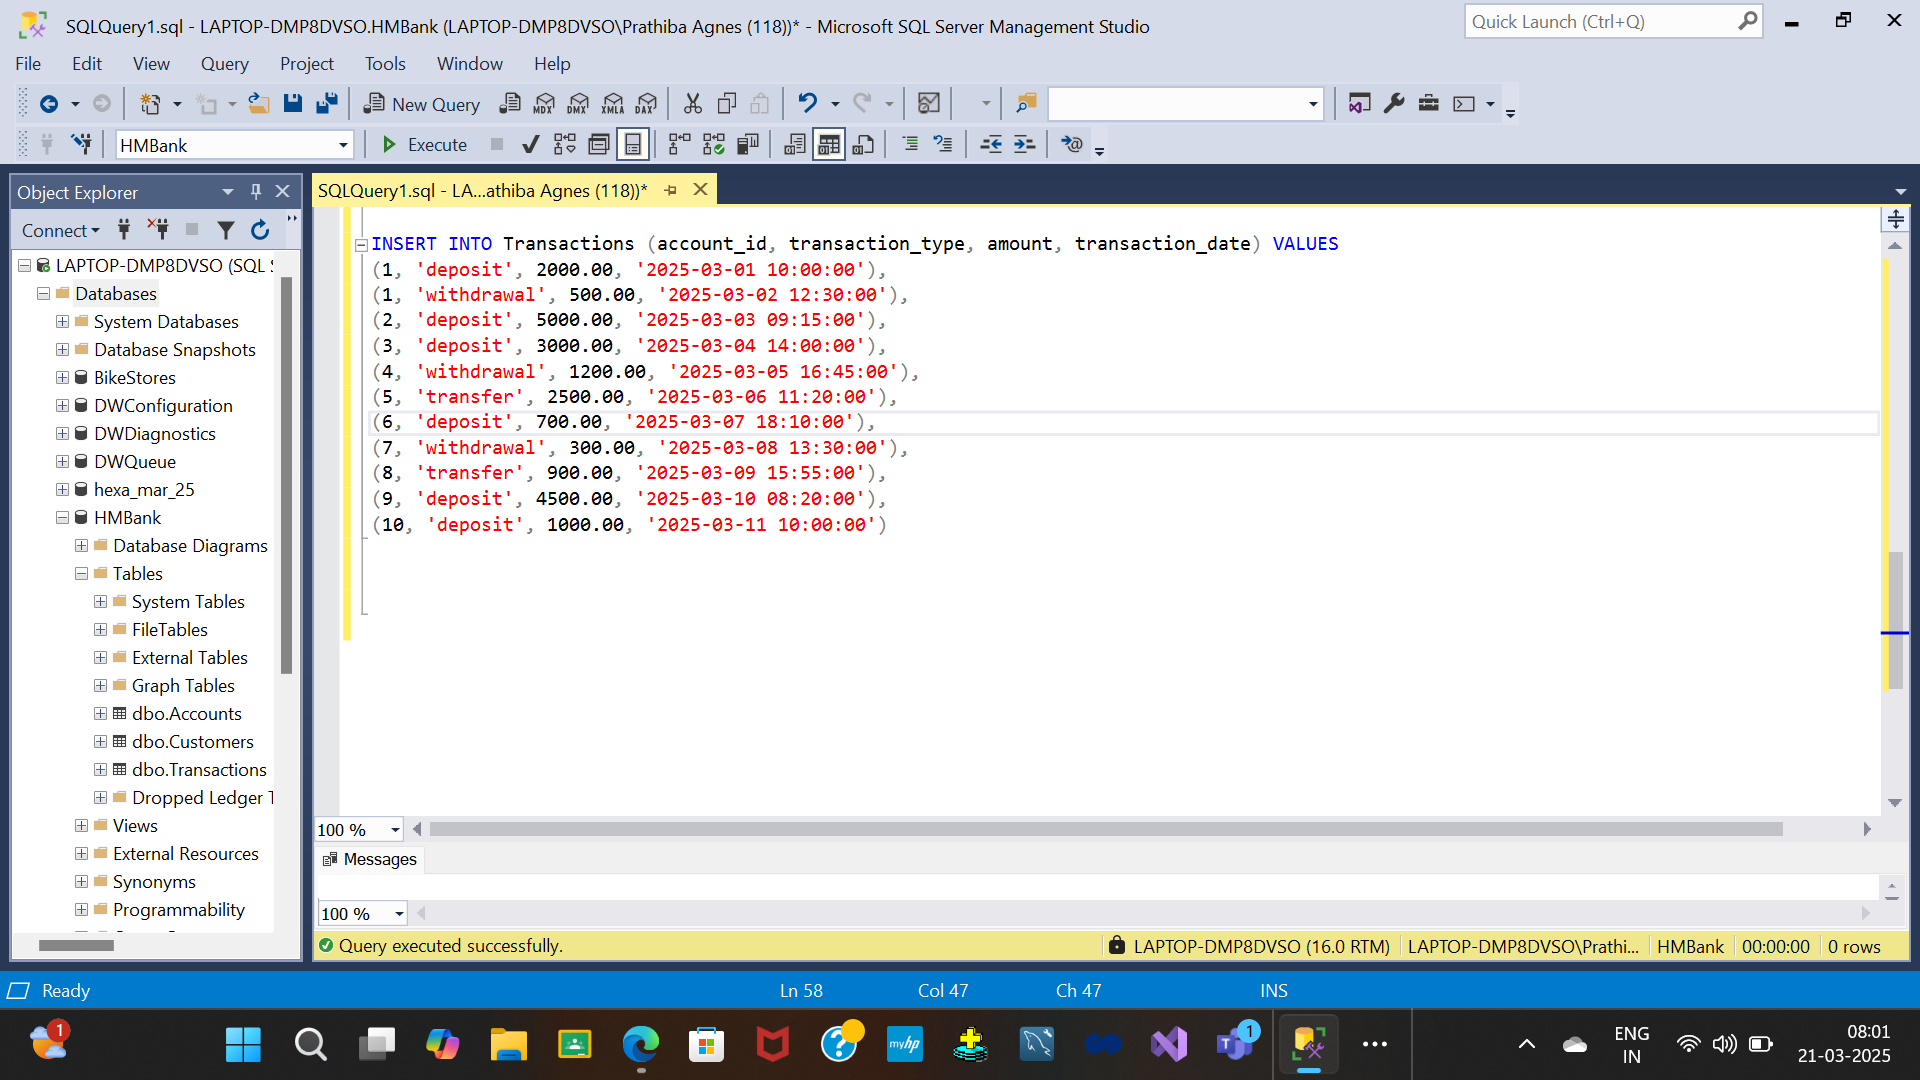 SQLQuery1.sql - LAPTOP-DMP8DVSO.HMBank (LAPTOP-DMP8DVSO\Prathiba Agnes (118))* - Microsoft SQL Server Management Studio
Quick Launch (Ctrl+Q)
File Edit View Query Project Tools Window Help
New Query MDX DMX XMLA DAX
HMBank Execute
Object Explorer
Connect
LAPTOP-DMP8DVSO (SQL S
Databases
System Databases
Database Snapshots
BikeStores
DWConfiguration
DWDiagnostics
DWQueue
hexa_mar_25
HMBank
Database Diagrams
Tables
System Tables
FileTables
External Tables
Graph Tables
dbo.Accounts
dbo.Customers
dbo.Transactions
Dropped Ledger T
Views
External Resources
Synonyms
Programmability
SQLQuery1.sql - LA...athiba Agnes (118))*
INSERT INTO Transactions (account_id, transaction_type, amount, transaction_date) VALUES
(1, 'deposit', 2000.00, '2025-03-01 10:00:00'),
(1, 'withdrawal', 500.00, '2025-03-02 12:30:00'),
(2, 'deposit', 5000.00, '2025-03-03 09:15:00'),
(3, 'deposit', 3000.00, '2025-03-04 14:00:00'),
(4, 'withdrawal', 1200.00, '2025-03-05 16:45:00'),
(5, 'transfer', 2500.00, '2025-03-06 11:20:00'),
(6, 'deposit', 700.00, '2025-03-07 18:10:00'),
(7, 'withdrawal', 300.00, '2025-03-08 13:30:00'),
(8, 'transfer', 900.00, '2025-03-09 15:55:00'),
(9, 'deposit', 4500.00, '2025-03-10 08:20:00'),
(10, 'deposit', 1000.00, '2025-03-11 10:00:00')
100 %
Messages
100 %
Query executed successfully. LAPTOP-DMP8DVSO (16.0 RTM) LAPTOP-DMP8DVSO\Prathi... HMBank 00:00:00 0 rows
Ready Ln 58 Col 47 Ch 47 INS
1
myhp
1
ENG
IN
08:01
21-03-2025